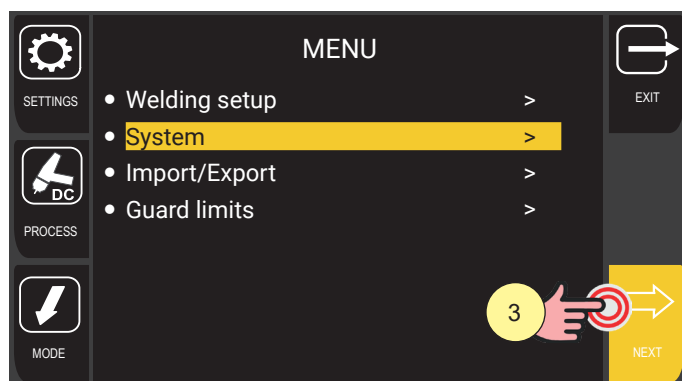 MENU
SETTINGS
EXIT
• Welding setup >
• System >
• Import/Export >
• Guard limits >
DC
PROCESS
3
MODE
NEXT